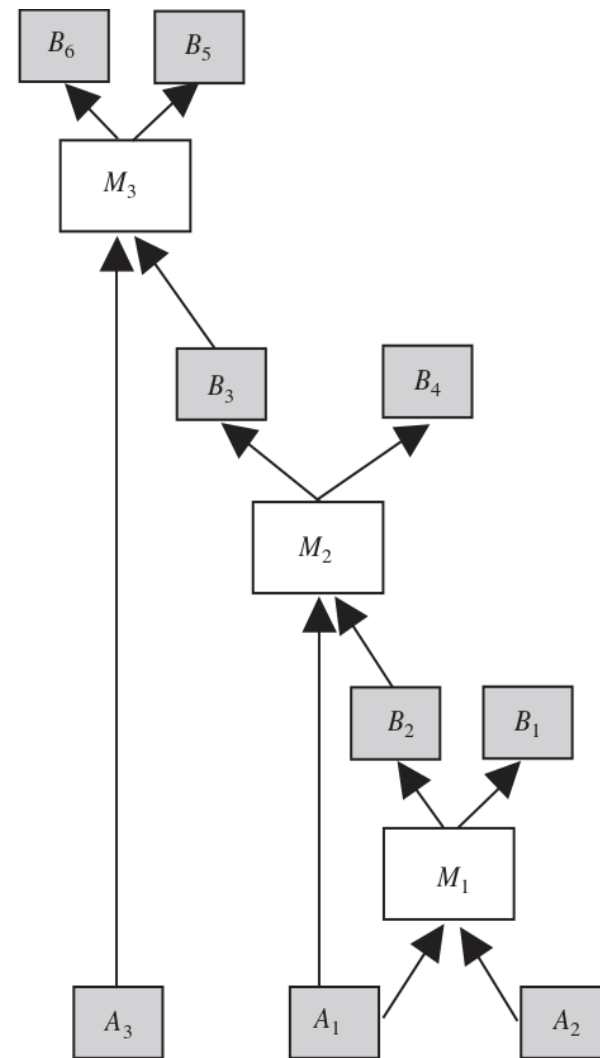 B₆ B₅
M₃
B₃ B₄
M₂
B₂ B₁
M₁
A₃ A₁ A₂